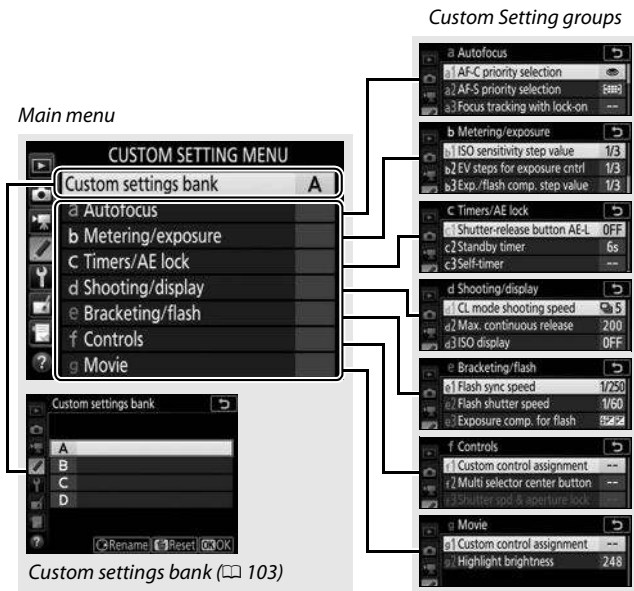 Custom Setting groups
Main menu
CUSTOM SETTING MENU
Custom settings bank A
a Autofocus
b Metering/exposure
c Timers/AE lock
d Shooting/display
e Bracketing/flash
f Controls
g Movie
Custom settings bank
A
B
C
D
Rename Reset OK OK
Custom settings bank (103)
a Autofocus
a1 AF-C priority selection
a2 AF-S priority selection
a3 Focus tracking with lock-on --
b Metering/exposure
b1 ISO sensitivity step value 1/3
b2 EV steps for exposure cntrl 1/3
b3 Exp./flash comp. step value 1/3
c Timers/AE lock
c1 Shutter-release button AE-L OFF
c2 Standby timer 6s
c3 Self-timer --
d Shooting/display
d1 CL mode shooting speed 5
d2 Max. continuous release 200
d3 ISO display OFF
e Bracketing/flash
e1 Flash sync speed 1/250
e2 Flash shutter speed 1/60
e3 Exposure comp. for flash
f Controls
f1 Custom control assignment --
f2 Multi selector center button --
f3 Shutter spd & aperture lock --
g Movie
g1 Custom control assignment --
g2 Highlight brightness 248